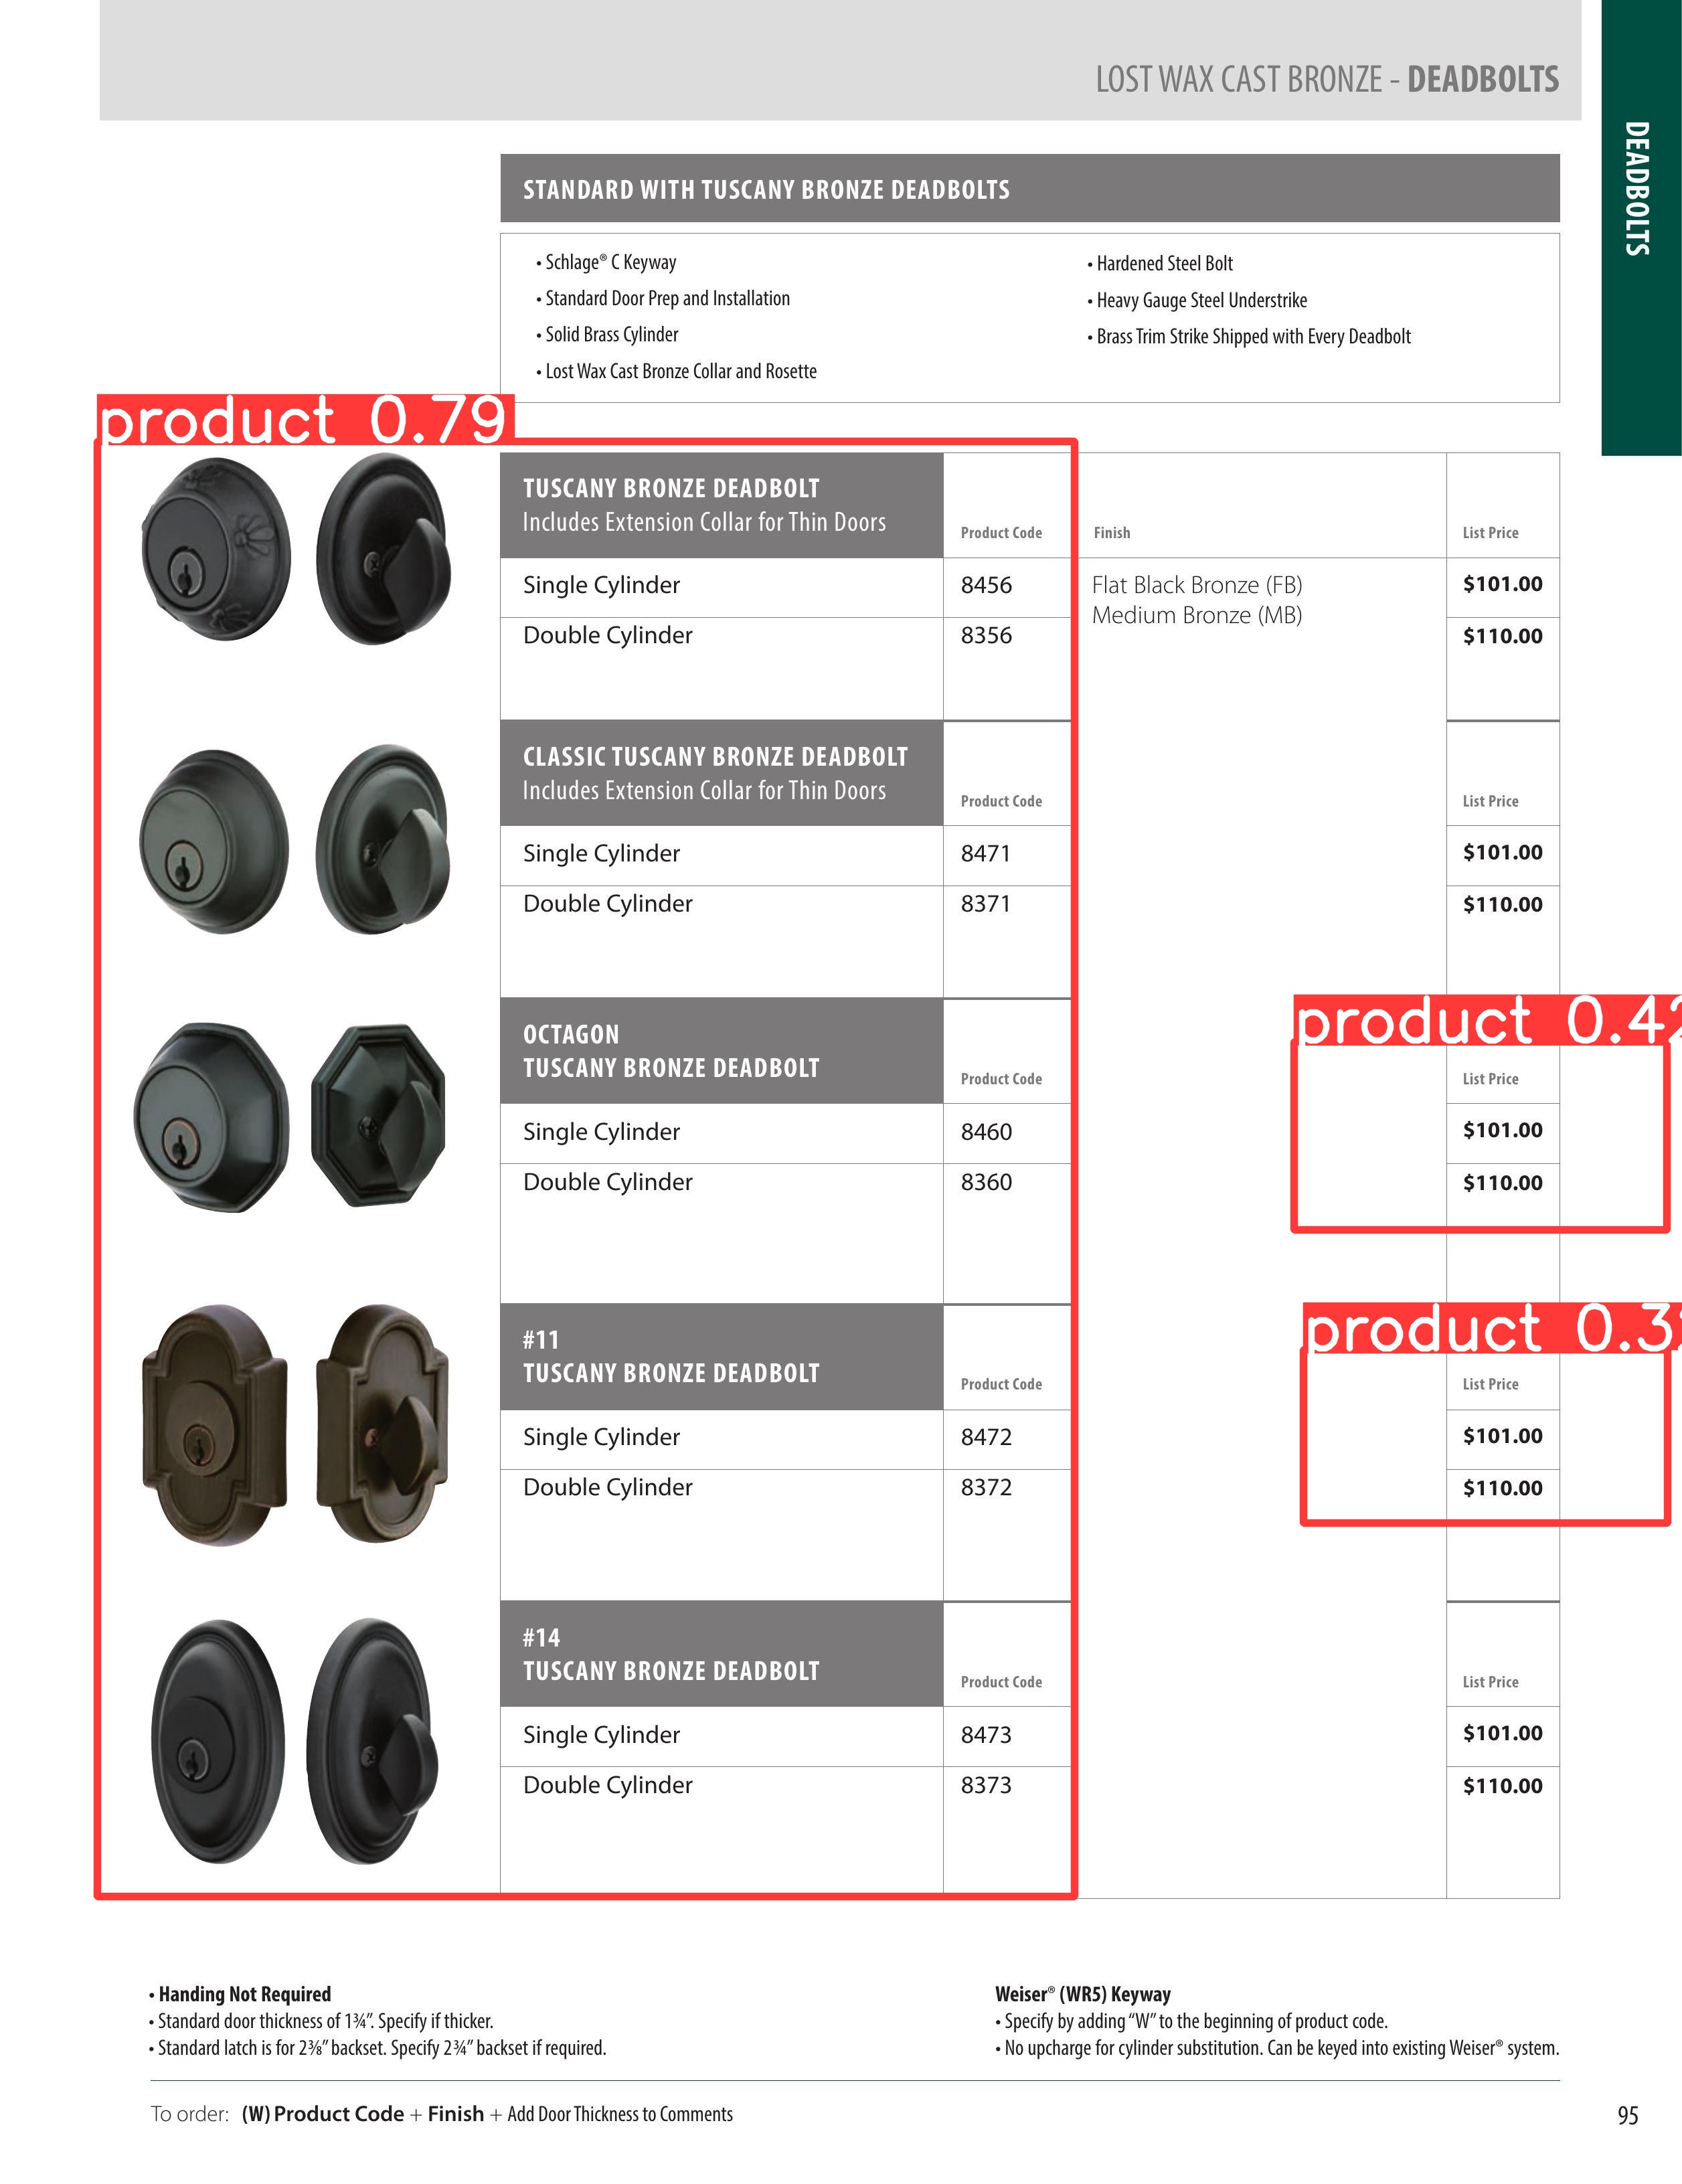 LOST WAX CAST BRONZE - DEADBOLTS
DEADBOLTS
STANDARD WITH TUSCANY BRONZE DEADBOLTS
• Schlage® C Keyway
• Standard Door Prep and Installation
• Solid Brass Cylinder
• Lost Wax Cast Bronze Collar and Rosette
• Hardened Steel Bolt
• Heavy Gauge Steel Understrike
• Brass Trim Strike Shipped with Every Deadbolt
product 0.79
TUSCANY BRONZE DEADBOLT
Includes Extension Collar for Thin Doors
Product Code
Finish
List Price
Single Cylinder 8456 Flat Black Bronze (FB) $101.00
Medium Bronze (MB)
Double Cylinder 8356 $110.00
CLASSIC TUSCANY BRONZE DEADBOLT
Includes Extension Collar for Thin Doors
Product Code
List Price
Single Cylinder 8471 $101.00
Double Cylinder 8371 $110.00
product 0.42
OCTAGON
TUSCANY BRONZE DEADBOLT
Product Code
List Price
Single Cylinder 8460 $101.00
Double Cylinder 8360 $110.00
product
#11
TUSCANY BRONZE DEADBOLT
Product Code
List Price
Single Cylinder 8472 $101.00
Double Cylinder 8372 $110.00
#14
TUSCANY BRONZE DEADBOLT
Product Code
List Price
Single Cylinder 8473 $101.00
Double Cylinder 8373 $110.00
• Handing Not Required
• Standard door thickness of 1¾”. Specify if thicker.
• Standard latch is for 2⅜” backset. Specify 2¾” backset if required.
Weiser® (WR5) Keyway
• Specify by adding “W” to the beginning of product code.
• No upcharge for cylinder substitution. Can be keyed into existing Weiser® system.
To order: (W) Product Code + Finish + Add Door Thickness to Comments
95